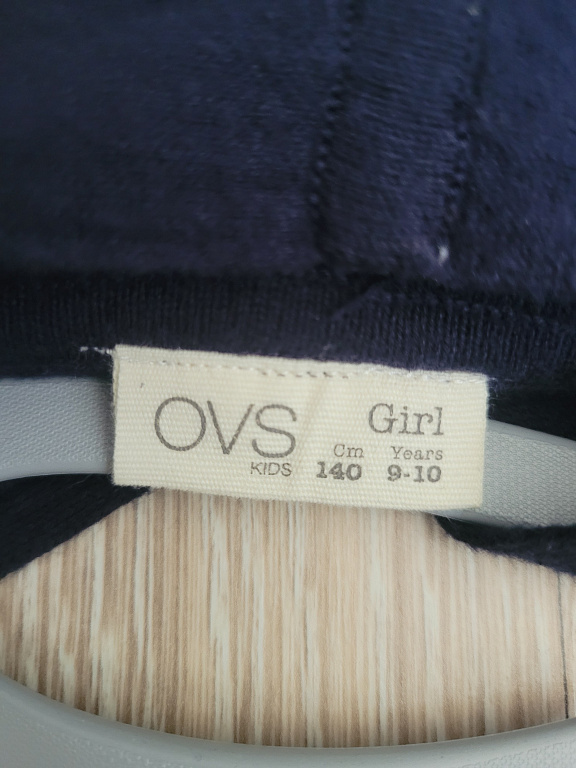 OVS
KIDS
Girl
Cm Years
140 9-10